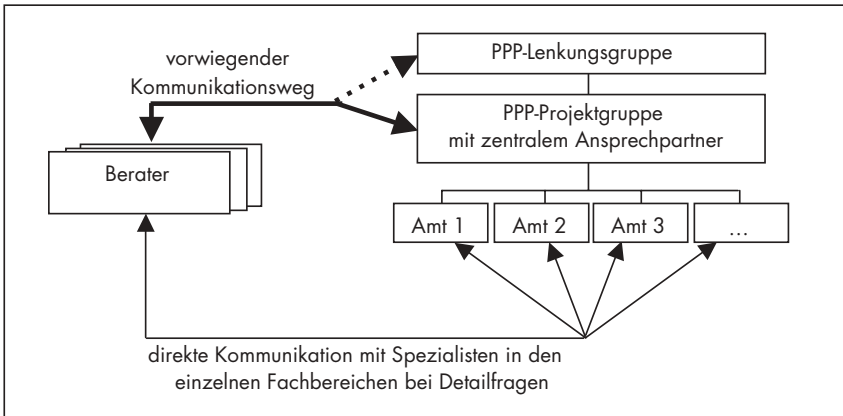 vorwiegender
Kommunikationsweg
PPP-Lenkungsgruppe
PPP-Projektgruppe
mit zentralem Ansprechpartner
Berater
Amt 1
Amt 2
Amt 3
...
direkte Kommunikation mit Spezialisten in den
einzelnen Fachbereichen bei Detailfragen